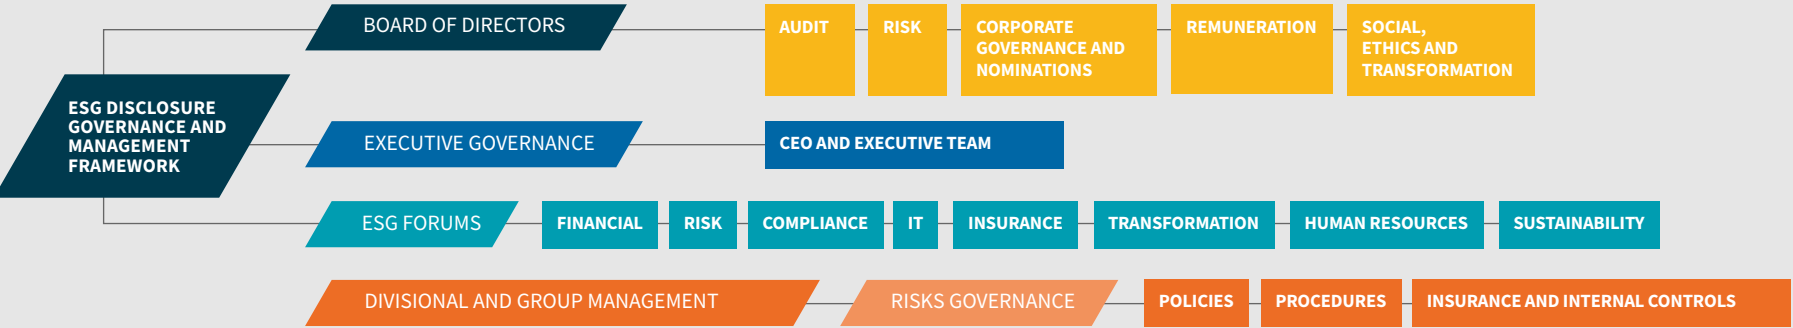 BOARD OF DIRECTORS
AUDIT
RISK
CORPORATE
GOVERNANCE AND
NOMINATIONS
REMUNERATION
SOCIAL,
ETHICS AND
TRANSFORMATION
ESG DISCLOSURE
GOVERNANCE AND
MANAGEMENT
FRAMEWORK
EXECUTIVE GOVERNANCE
CEO AND EXECUTIVE TEAM
ESG FORUMS
FINANCIAL
RISK
COMPLIANCE
IT
INSURANCE
TRANSFORMATION
HUMAN RESOURCES
SUSTAINABILITY
DIVISIONAL AND GROUP MANAGEMENT
RISKS GOVERNANCE
POLICIES
PROCEDURES
INSURANCE AND INTERNAL CONTROLS